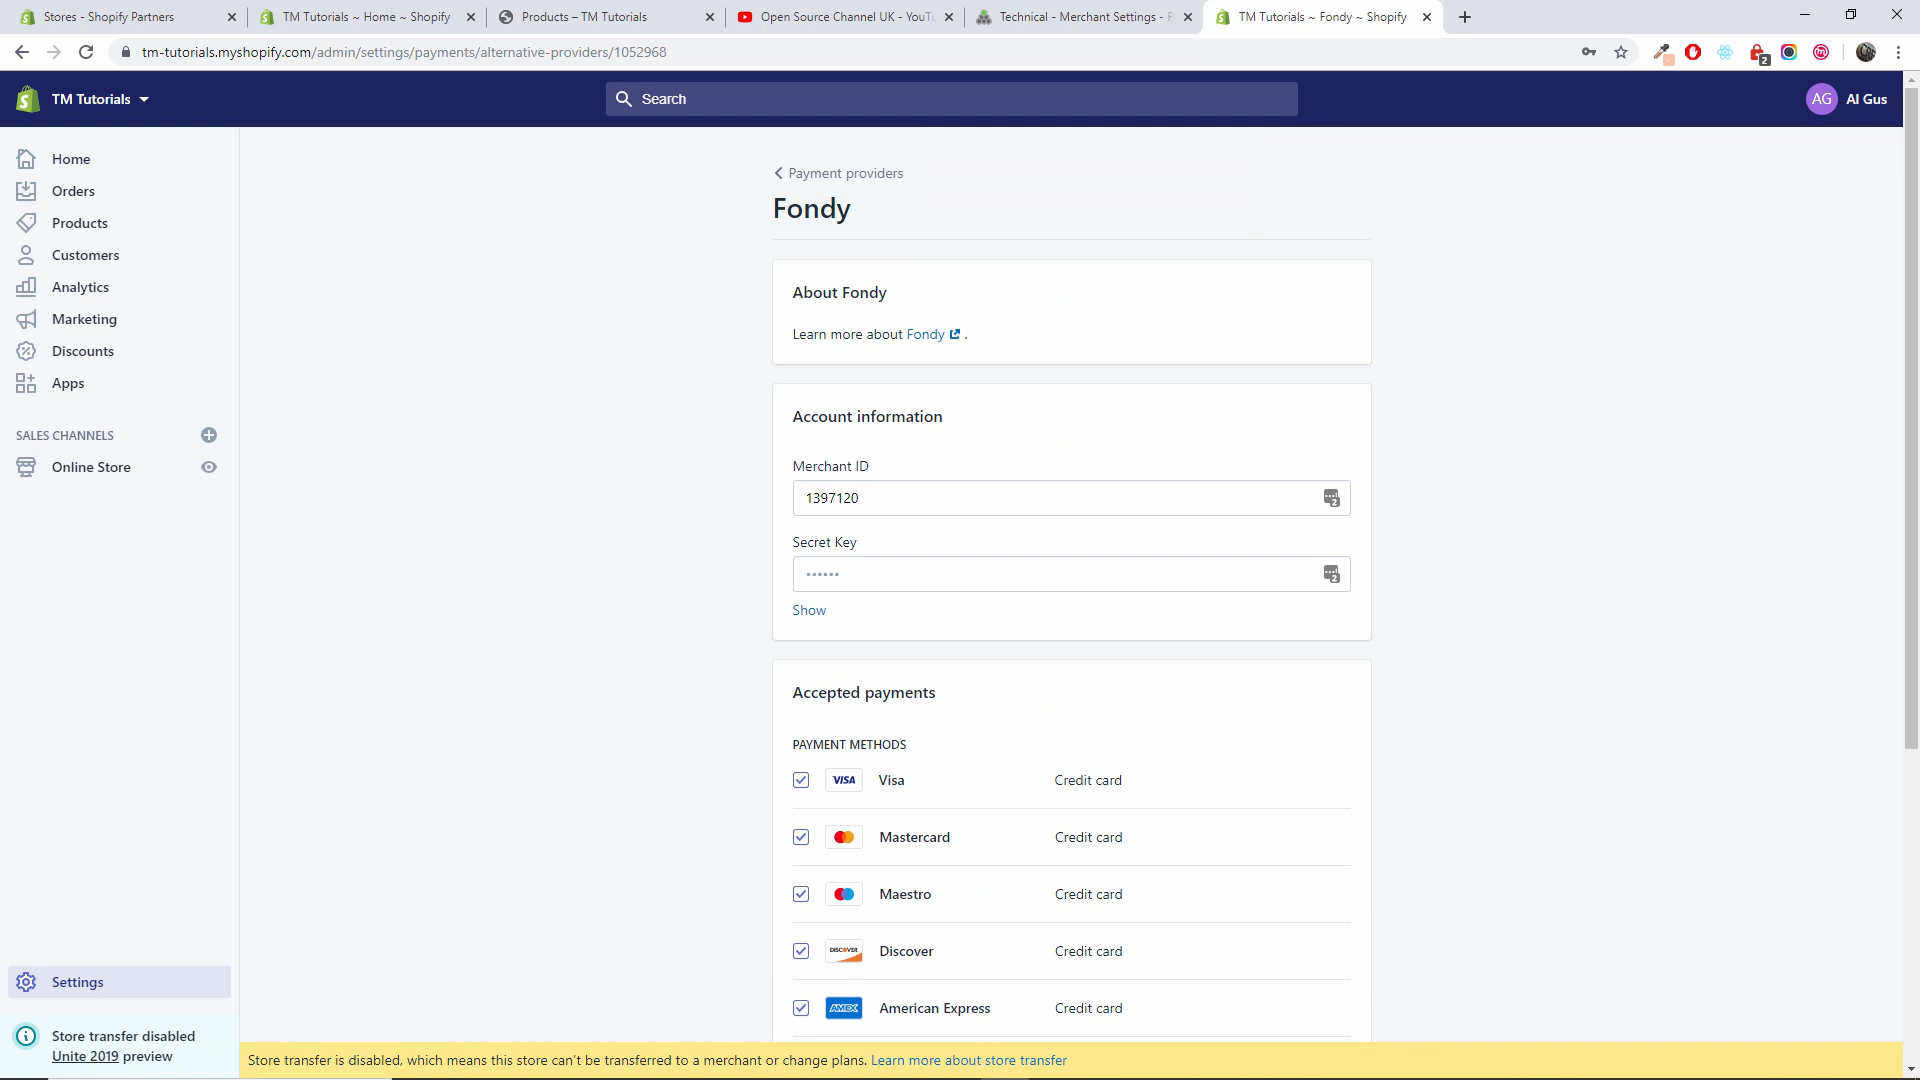 Stores - Shopify Partners
TM Tutorials ~ Home ~ Shopify
Products – TM Tutorials
Open Source Channel UK - YouTu
Technical - Merchant Settings - F
TM Tutorials ~ Fondy ~ Shopify
tm-tutorials.myshopify.com/admin/settings/payments/alternative-providers/1052968
2
TM Tutorials
Search
AG
Al Gus
Home
Orders
Products
Customers
Analytics
Marketing
Discounts
Apps
SALES CHANNELS
Online Store
Settings
Store transfer disabled
Unite 2019 preview
Payment providers
Fondy
About Fondy
Learn more about Fondy .
Account information
Merchant ID
1397120
2
Secret Key
••••••
2
Show
Accepted payments
PAYMENT METHODS
VISA Visa Credit card
Mastercard Credit card
Maestro Credit card
DISCOVER Discover Credit card
AMEX American Express Credit card
Store transfer is disabled, which means this store can't be transferred to a merchant or change plans. Learn more about store transfer